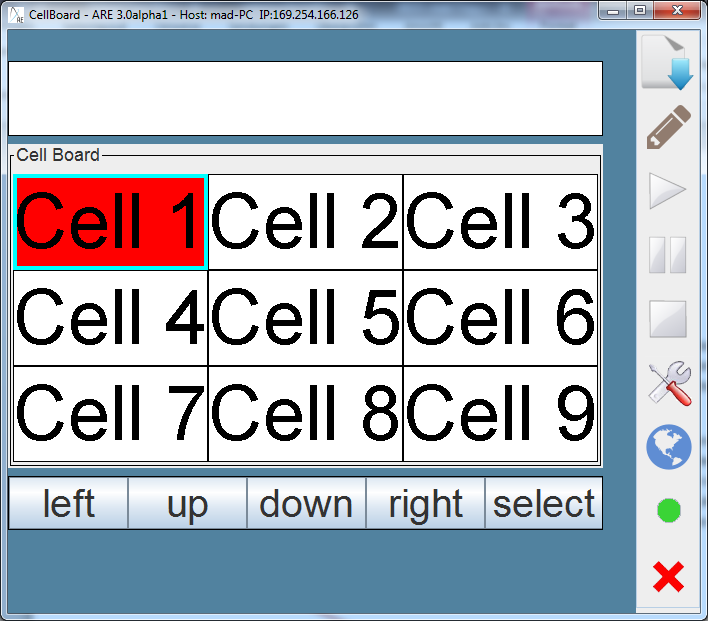 CellBoard - ARE 3.0alpha1 - Host: mad-PC IP:169.254.166.126
Cell Board
Cell 1 Cell 2 Cell 3
Cell 4 Cell 5 Cell 6
Cell 7 Cell 8 Cell 9
left up down right select